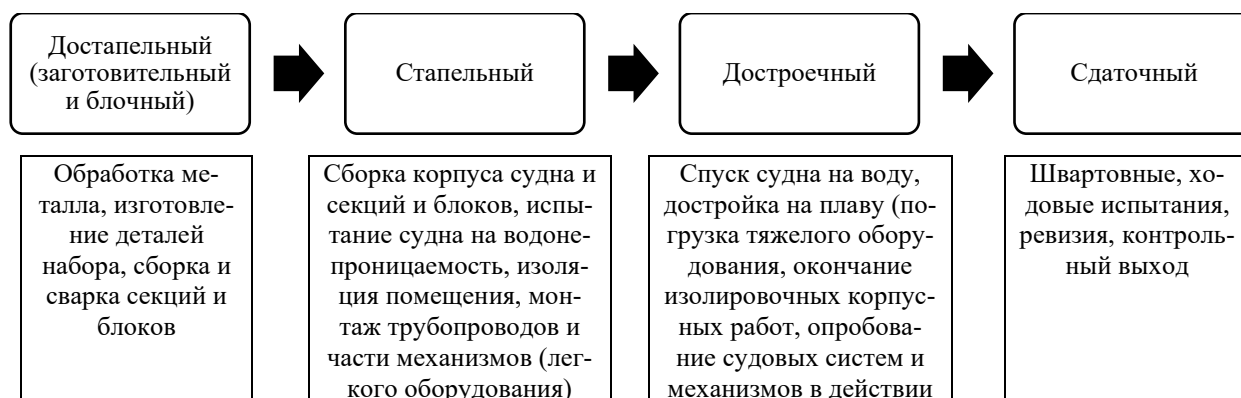 Достапельный
(заготовительный
и блочный)
Стапельный
Достроечный
Сдаточный
Обработка ме-
талла, изготовле-
ние деталей
набора, сборка и
сварка секций и
блоков
Сборка корпуса судна и
секций и блоков, испы-
тание судна на водоне-
проницаемость, изоля-
ция помещения, мон-
таж трубопроводов и
части механизмов (лег-
кого оборудования)
Спуск судна на воду,
достройка на плаву (по-
грузка тяжелого обору-
дования, окончание
изолировочных корпус-
ных работ, опробова-
ние судовых систем и
механизмов в действии
Швартовные, хо-
довые испытания,
ревизия, контроль-
ный выход